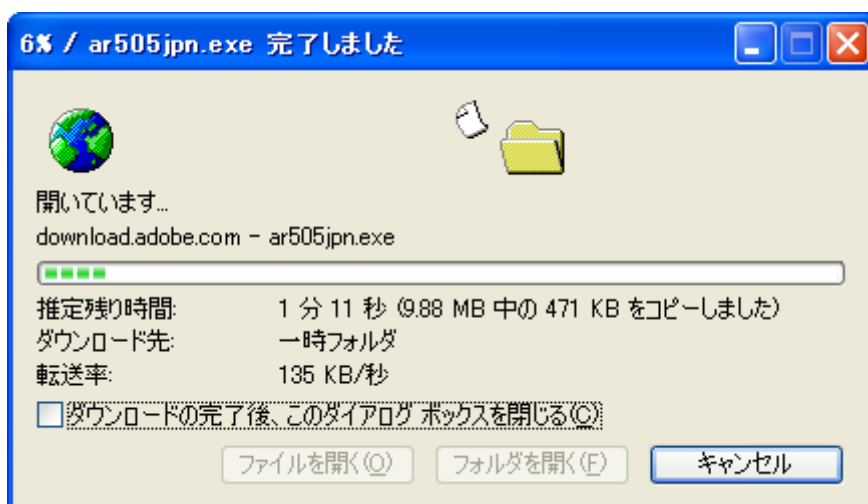 6% / ar505jpn.exe 完了しました
開いています...
download.adobe.com - ar505jpn.exe
推定残り時間: 1 分 11 秒 (9.88 MB 中の 471 KB をコピーしました)
ダウンロード先: 一時フォルダ
転送率: 135 KB/秒
ダウンロードの完了後、このダイアログ ボックスを閉じる(C)
ファイルを開く(O) フォルダを開く(F) キャンセル